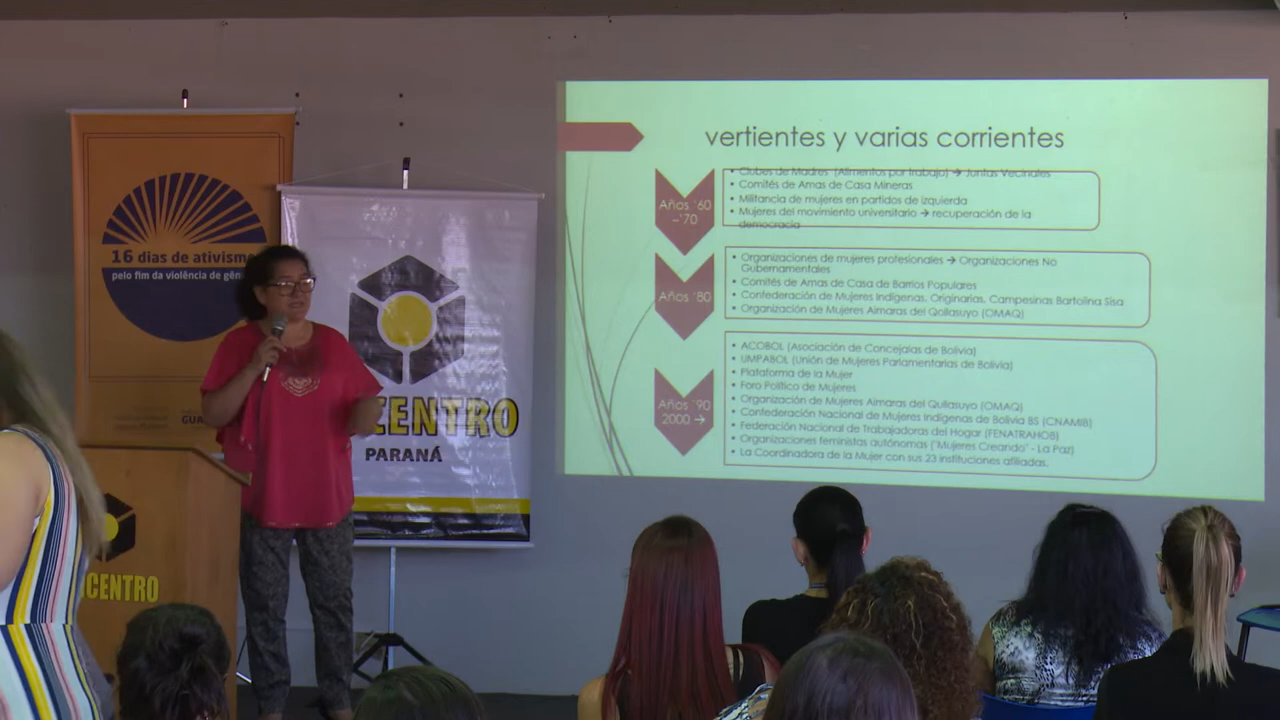 16 dias de ativismo
pelo fim da violência de gên
GUA
CENTRO
PARANÁ
CENTRO
vertientes y varias corrientes
Años '60
–'70
• Clubes de Madres (Alimentos por trabajo) → Juntas Vecinales
• Comités de Amas de Casa Mineras
• Militancia de mujeres en partidos de izquierda
• Mujeres del movimiento universitario → recuperación de la
democracia
Años '80
• Organizaciones de mujeres profesionales → Organizaciones No
Gubernamentales
• Comités de Amas de Casa de Barrios Populares
• Confederación de Mujeres Indígenas, Originarias, Campesinas Bartolina Sisa
• Organización de Mujeres Aimaras del Qollasuyo (OMAQ)
Años '90
2000 →
• ACOBOL (Asociación de Concejalas de Bolivia)
• UMPABOL (Unión de Mujeres Parlamentarias de Bolivia)
• Plataforma de la Mujer
• Foro Político de Mujeres
• Organización de Mujeres Aimaras del Qullasuyo (OMAQ)
• Confederación Nacional de Mujeres Indígenas de Bolivia BS (CNAMIB)
• Federación Nacional de Trabajadoras del Hogar (FENATRAHOB)
• Organizaciones feministas autónomas ("Mujeres Creando" - La Paz)
• La Coordinadora de la Mujer con sus 23 instituciones afiliadas.